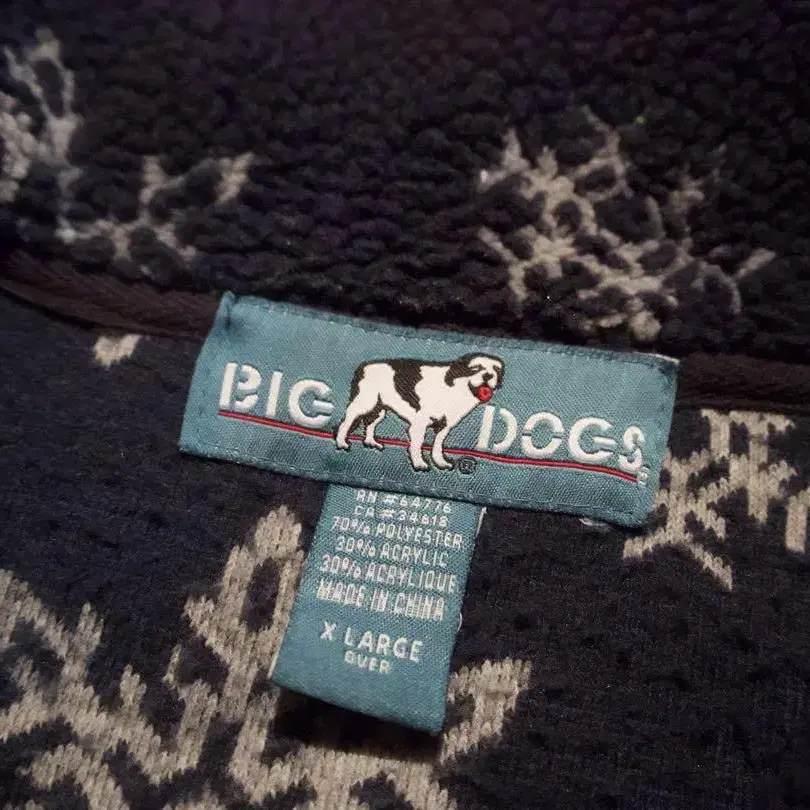 BIG DOGS
®
RN #64776
CA #34618
70% POLYESTER
30% ACRYLIC
30% ACRYLIQUE
MADE IN CHINA
X LARGE
OVER